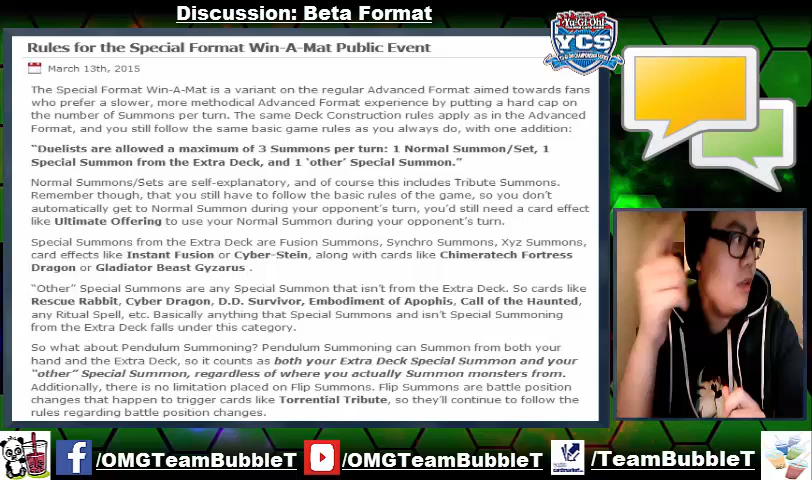 Discussion: Beta Format
Rules for the Special Format Win-A-Mat Public Event
Yu-Gi-Oh!
YCS
March 13th, 2015
The Special Format Win-A-Mat is a variant on the regular Advanced Format aimed towards fans
who prefer a slower, more methodical Advanced Format experience by putting a hard cap on
the number of Summons per turn. The same Deck Construction rules apply as in the Advanced
Format, and you still follow the same basic game rules as you always do, with one addition:
“Duelists are allowed a maximum of 3 Summons per turn: 1 Normal Summon/Set, 1
Special Summon from the Extra Deck, and 1 ‘other’ Special Summon.”
Normal Summons/Sets are self-explanatory, and of course this includes Tribute Summons.
Remember though, that you still have to follow the basic rules of the game, so you don’t
automatically get to Normal Summon during your opponent’s turn, you’d still need a card effect
like Ultimate Offering to use your Normal Summon during your opponent’s turn.
Special Summons from the Extra Deck are Fusion Summons, Synchro Summons, Xyz Summons,
card effects like Instant Fusion or Cyber-Stein, along with cards like Chimeratech Fortress
Dragon or Gladiator Beast Gyzarus .
“Other” Special Summons are any Special Summon that isn’t from the Extra Deck. So cards like
Rescue Rabbit, Cyber Dragon, D.D. Survivor, Embodiment of Apophis, Call of the Haunted,
any Ritual Spell, etc. Basically anything that Special Summons and isn’t Special Summoning
from the Extra Deck falls under this category.
So what about Pendulum Summoning? Pendulum Summoning can Summon from both your
hand and the Extra Deck, so it counts as both your Extra Deck Special Summon and your
“other” Special Summon, regardless of where you actually Summon monsters from.
Additionally, there is no limitation placed on Flip Summons. Flip Summons are battle position
changes that happen to trigger cards like Torrential Tribute, so they’ll continue to follow the
rules regarding battle position changes.
/OMGTeamBubbleT
/OMGTeamBubbleT
/TeamBubbleT